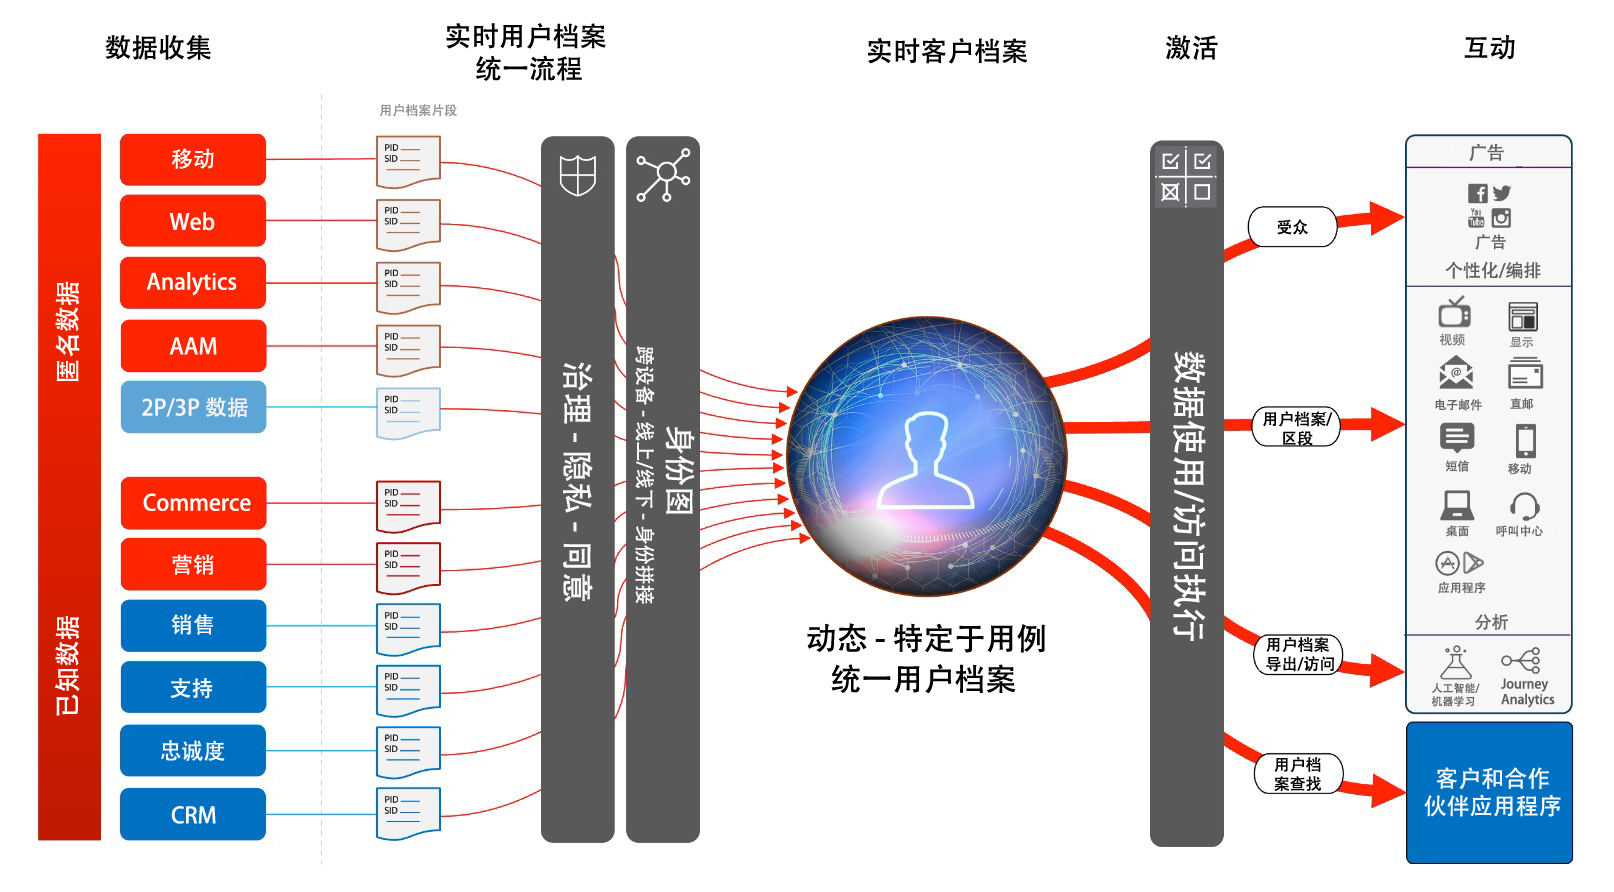 数据收集
实时用户档案
统一流程
实时客户档案
激活
互动
用户档案片段
匿名数据
已知数据
移动
Web
Analytics
AAM
2P/3P 数据
Commerce
营销
销售
支持
忠诚度
CRM
PID
SID
PID
SID
PID
SID
PID
SID
PID
SID
PID
SID
PID
SID
PID
SID
PID
SID
PID
SID
PID
SID
治理 - 隐私 - 同意
身份图
跨设备 - 线上/线下 - 身份拼接
动态 - 特定于用例
统一用户档案
数据使用/访问执行
受众
用户档案/
区段
用户档案
导出/访问
用户档
案查找
广告
You
Tube
广告
个性化/编排
视频
显示
电子邮件
直邮
短信
移动
桌面
呼叫中心
应用程序
分析
人工智能/
机器学习
Journey
Analytics
客户和合作
伙伴应用程序